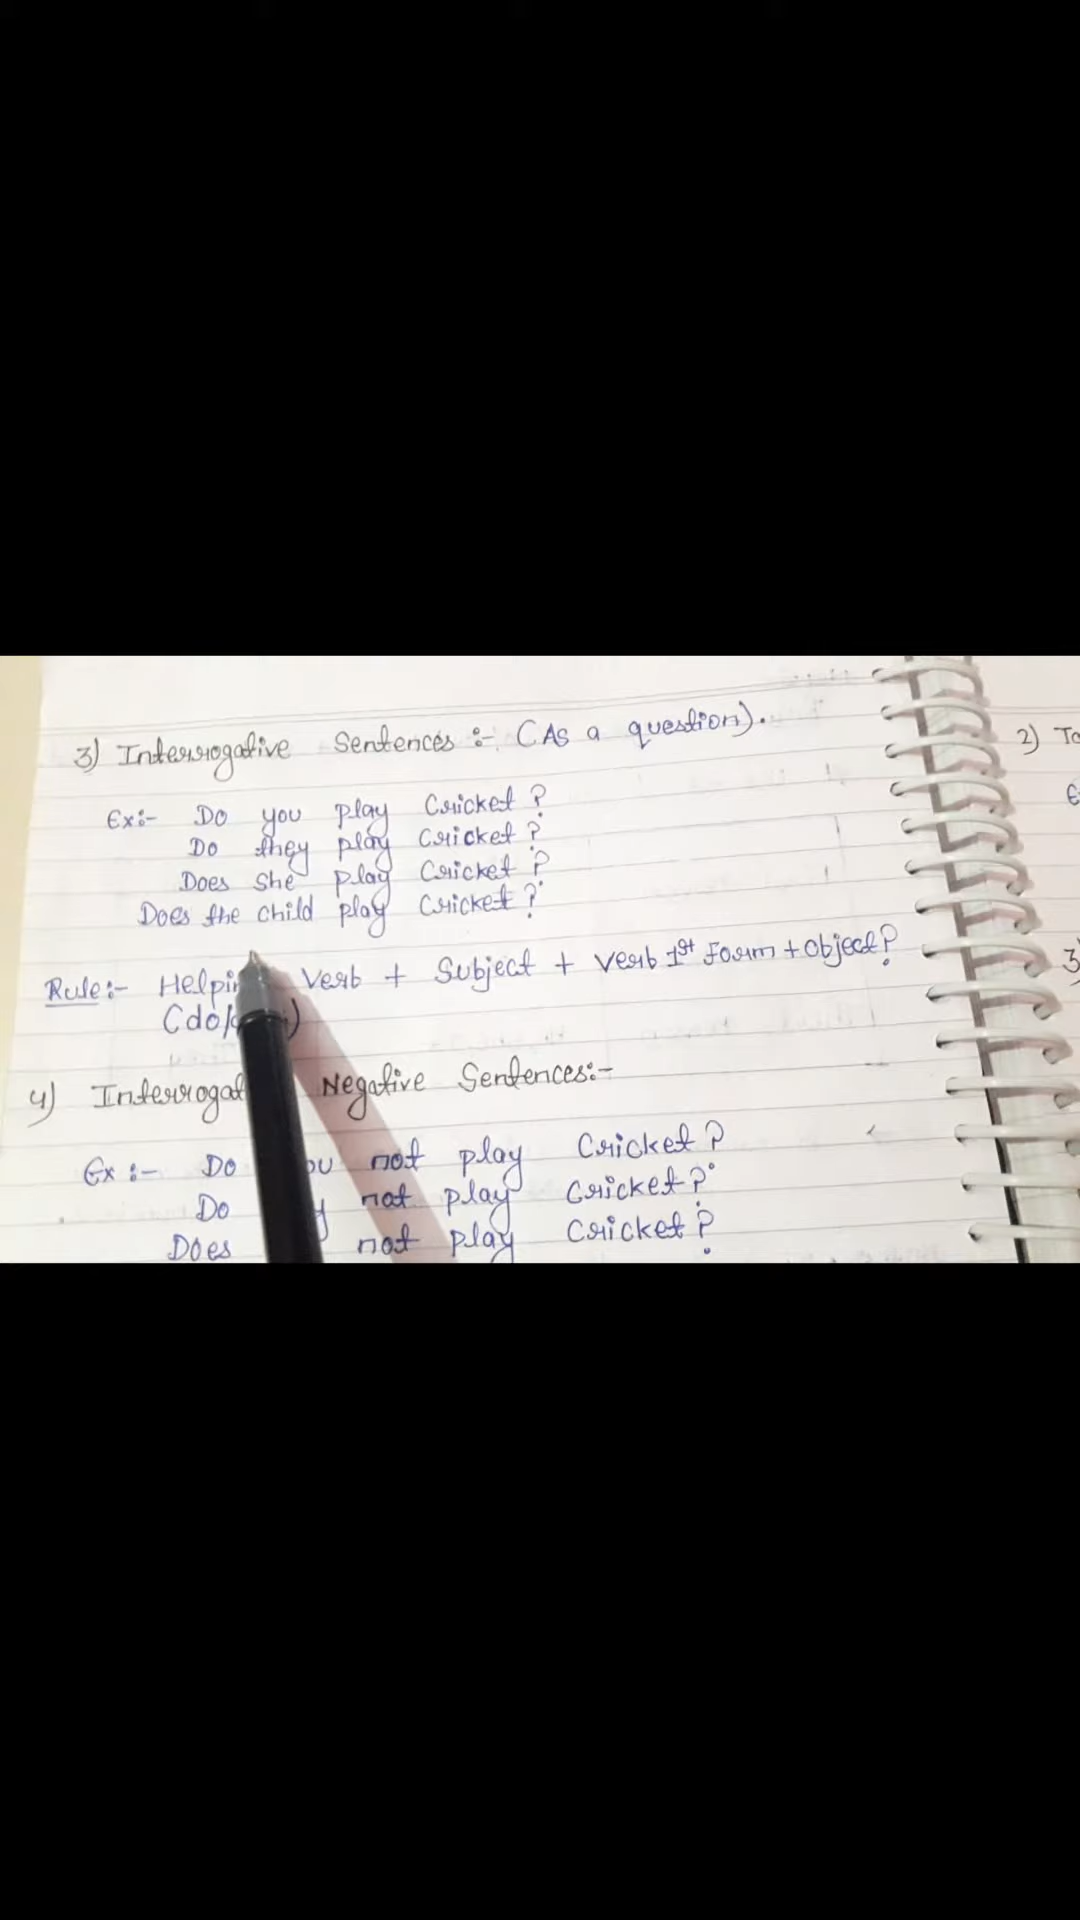 3) Interrogative Sentences :- (As a question).
Ex:- Do you play Cricket?
Do they play Cricket?
Does she play Cricket?
Does the child play Cricket?
Rule:- Verb + Subject + Verb 1st Form + Object?
4) Negative Sentences:-
Ex :- Do not play Cricket?
Do not play Cricket?
Does not play Cricket?
2)
3)